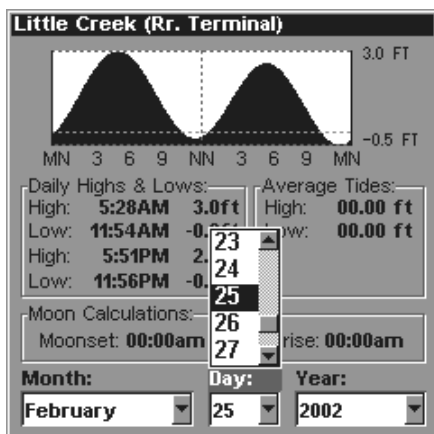 Little Creek (Rr. Terminal)
3.0 FT
-0.5 FT
MN 3 6 9 NN 3 6 9 MN
Daily Highs & Lows:
High: 5:28AM 3.0ft
Low: 11:54AM
High: 5:51PM
Low: 11:56PM
Average Tides:
High: 00.00 ft
00.00 ft
23
24
25
26
27
Moon Calculations:
Moonset: 00:00am 00:00am
Month: Day: Year:
February 25 2002